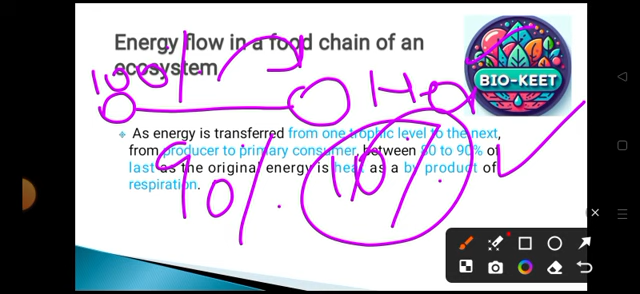 Energy flow in a food chain of an
ecosystem
BIO-KEET
100%
As energy is transferred from one trophic level to the next,
from producer to primary consumer, between 80 to 90% of
last as the original energy is heat as a by product of
respiration.
90%
10%